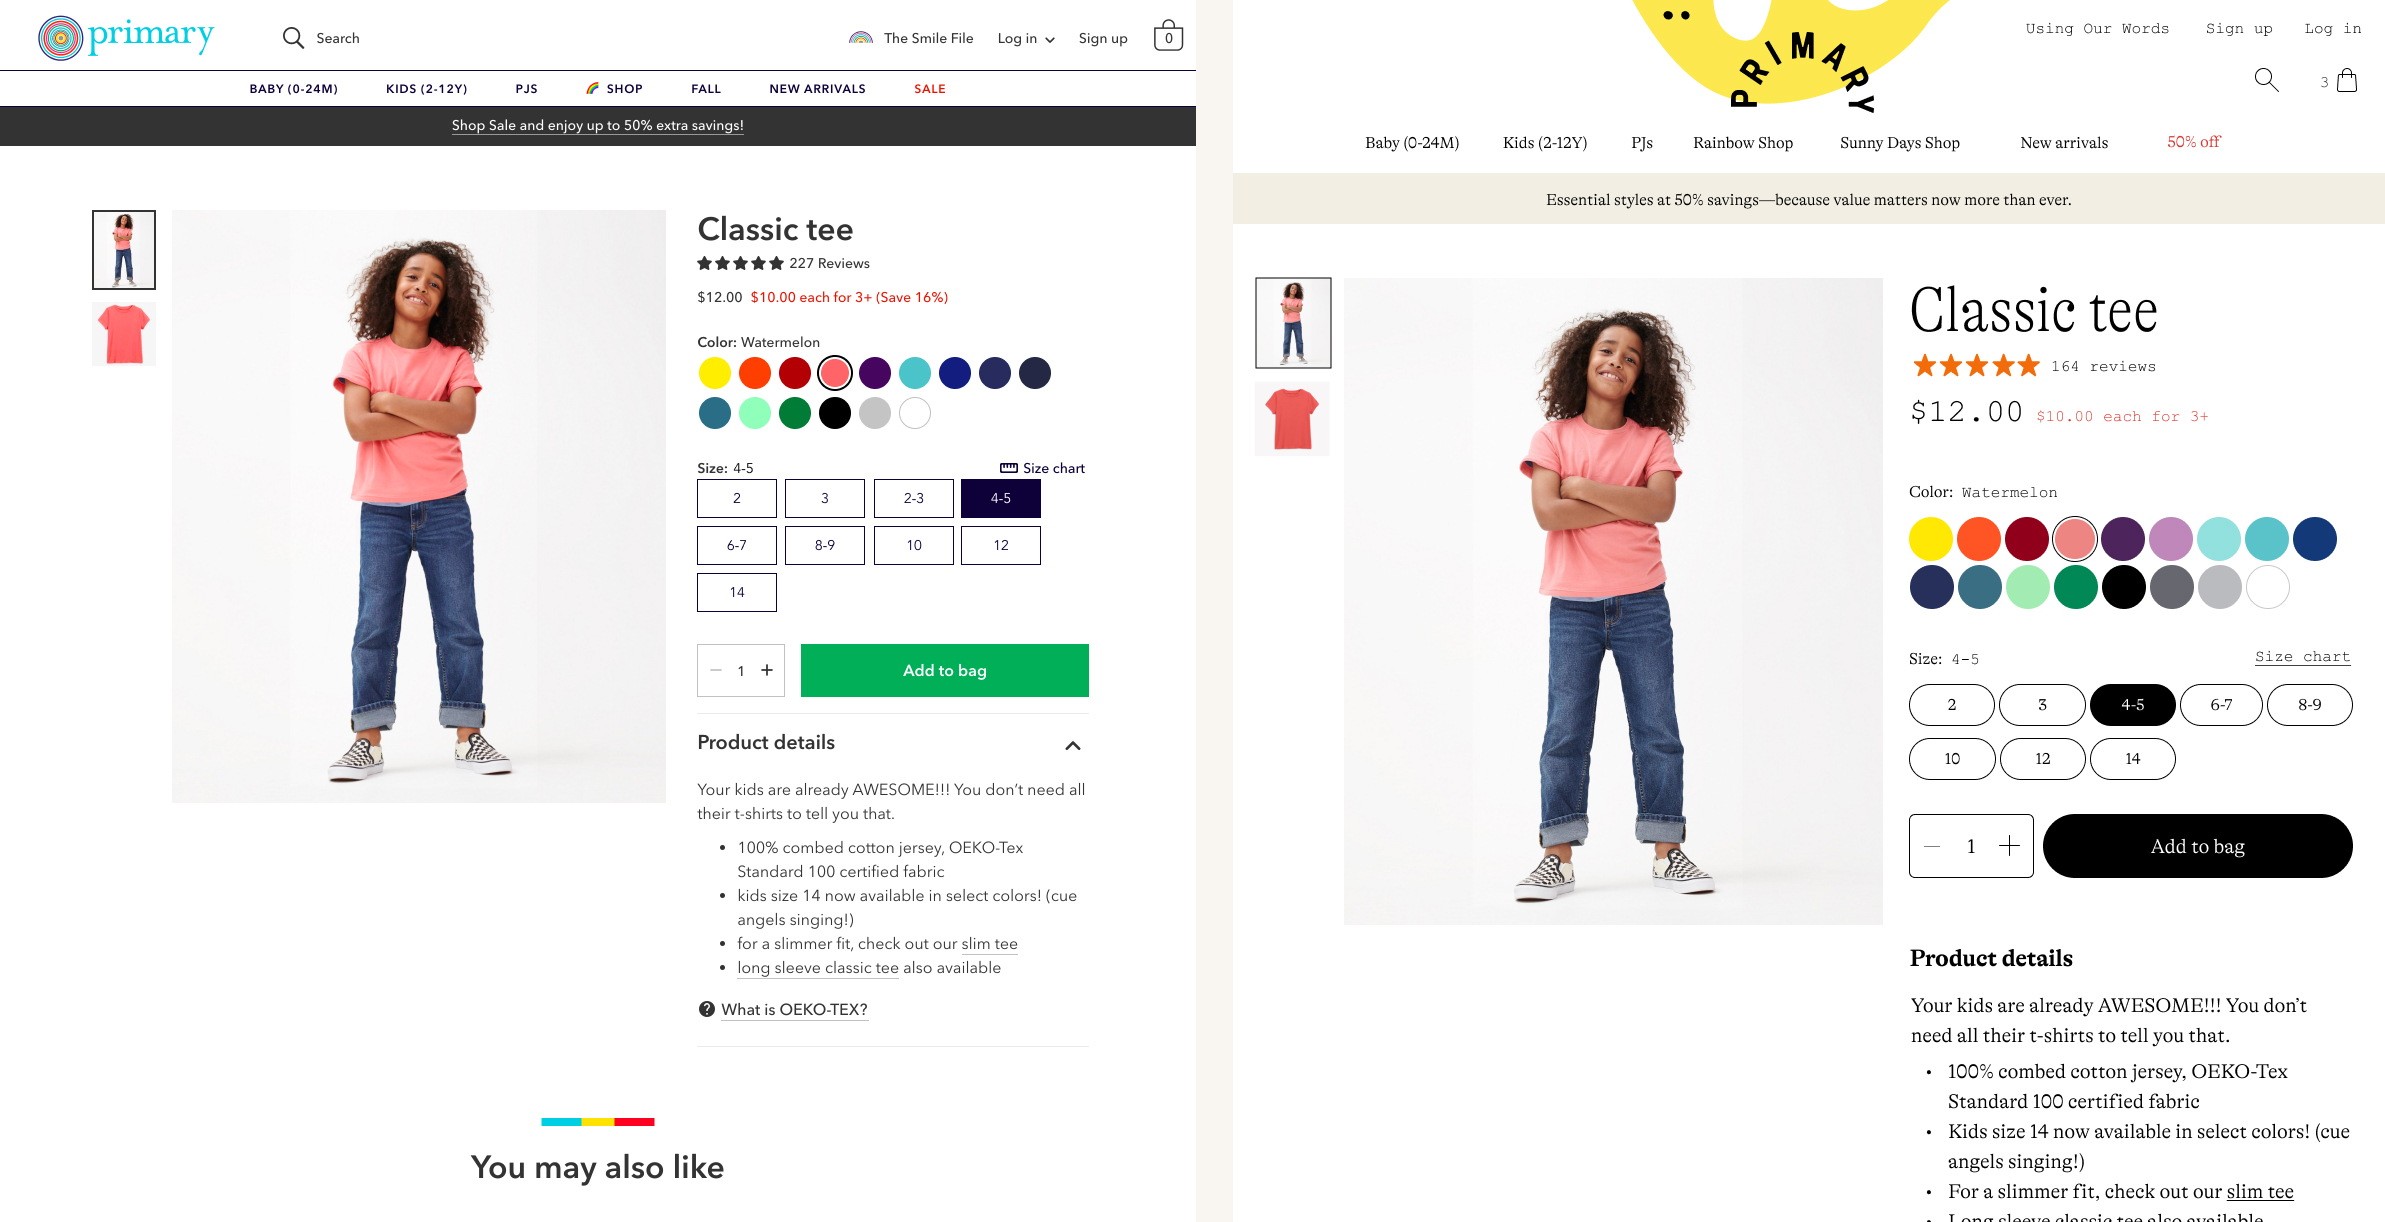 primary
Search
The Smile File
Log in
Sign up
0
BABY (0-24M)
KIDS (2-12Y)
PJS
SHOP
FALL
NEW ARRIVALS
SALE
Shop Sale and enjoy up to 50% extra savings!
Classic tee
227 Reviews
$12.00 $10.00 each for 3+ (Save 16%)
Color: Watermelon
Size: 4-5
Size chart
2
3
2-3
4-5
6-7
8-9
10
12
14
1
Add to bag
Product details
Your kids are already AWESOME!!! You don’t need all
their t-shirts to tell you that.
100% combed cotton jersey, OEKO-Tex
Standard 100 certified fabric
kids size 14 now available in select colors! (cue
angels singing!)
for a slimmer fit, check out our slim tee
long sleeve classic tee also available
What is OEKO-TEX?
You may also like
PRIMARY
Using Our Words
Sign up
Log in
3
Baby (0-24M)
Kids (2-12Y)
PJs
Rainbow Shop
Sunny Days Shop
New arrivals
50% off
Essential styles at 50% savings—because value matters now more than ever.
Classic tee
164 reviews
$12.00 $10.00 each for 3+
Color: Watermelon
Size: 4-5
Size chart
2
3
4-5
6-7
8-9
10
12
14
1
Add to bag
Product details
Your kids are already AWESOME!!! You don’t
need all their t-shirts to tell you that.
100% combed cotton jersey, OEKO-Tex
Standard 100 certified fabric
Kids size 14 now available in select colors! (cue
angels singing!)
For a slimmer fit, check out our slim tee
Long sleeve classic tee also available